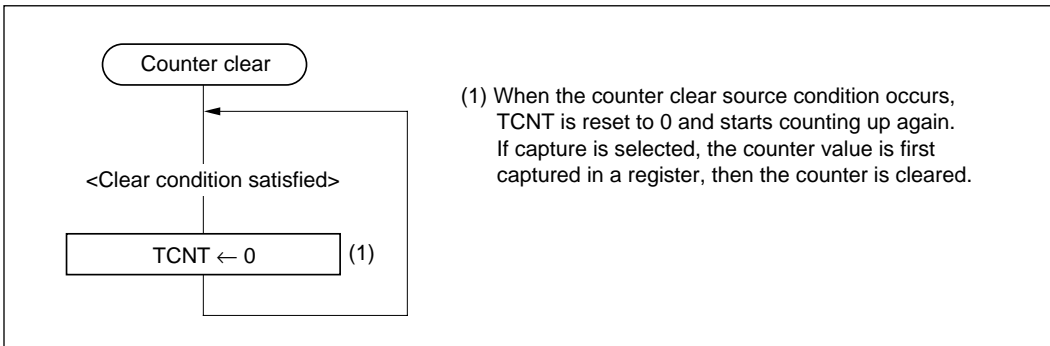 Counter clear
<Clear condition satisfied>
TCNT ← 0
(1)
(1) When the counter clear source condition occurs,
TCNT is reset to 0 and starts counting up again.
If capture is selected, the counter value is first
captured in a register, then the counter is cleared.